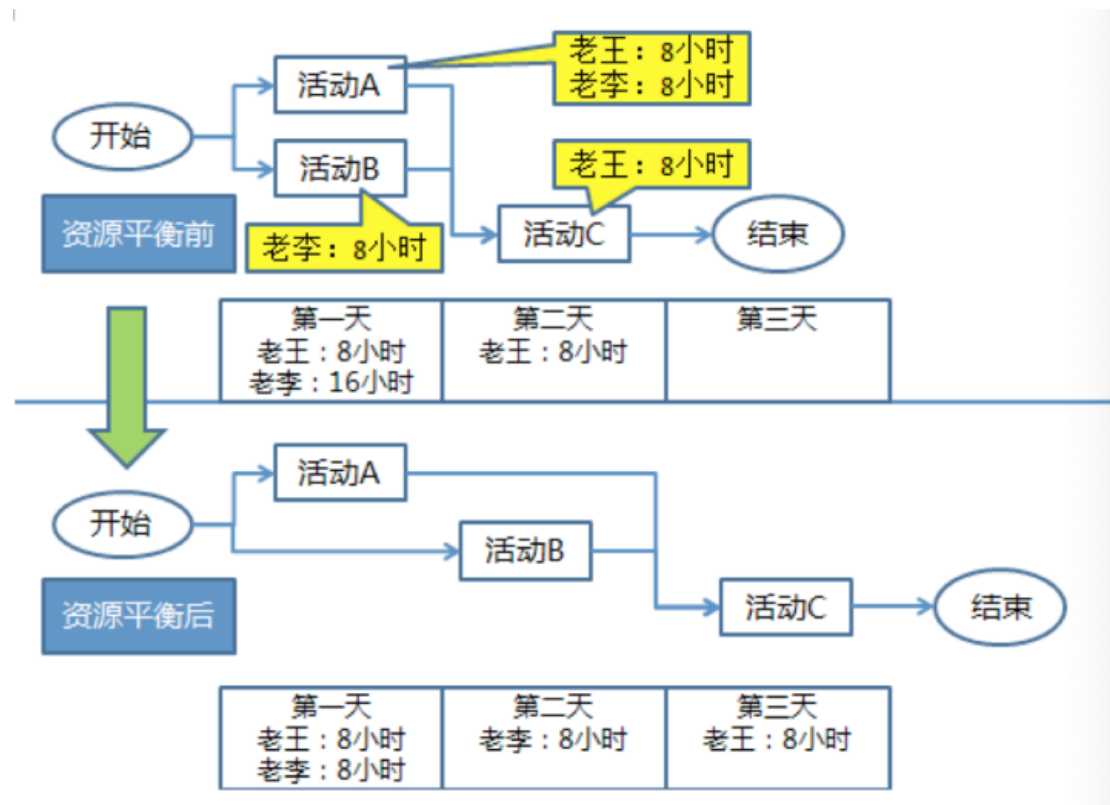 老王：8小时
老李：8小时
活动A
开始
活动B
老王：8小时
资源平衡前
老李：8小时
活动C
结束
第一天
老王：8小时
老李：16小时
第二天
老王：8小时
第三天
活动A
开始
活动B
资源平衡后
活动C
结束
第一天
老王：8小时
老李：8小时
第二天
老李：8小时
第三天
老王：8小时